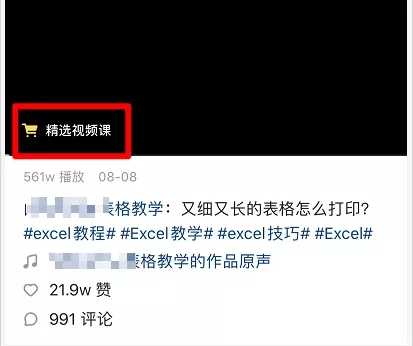 精选视频课
561w 播放 08-08
表格教学：又细又长的表格怎么打印?
#excel教程# #Excel教学# #excel技巧# #Excel#
表格教学的作品原声
21.9w 赞
991 评论